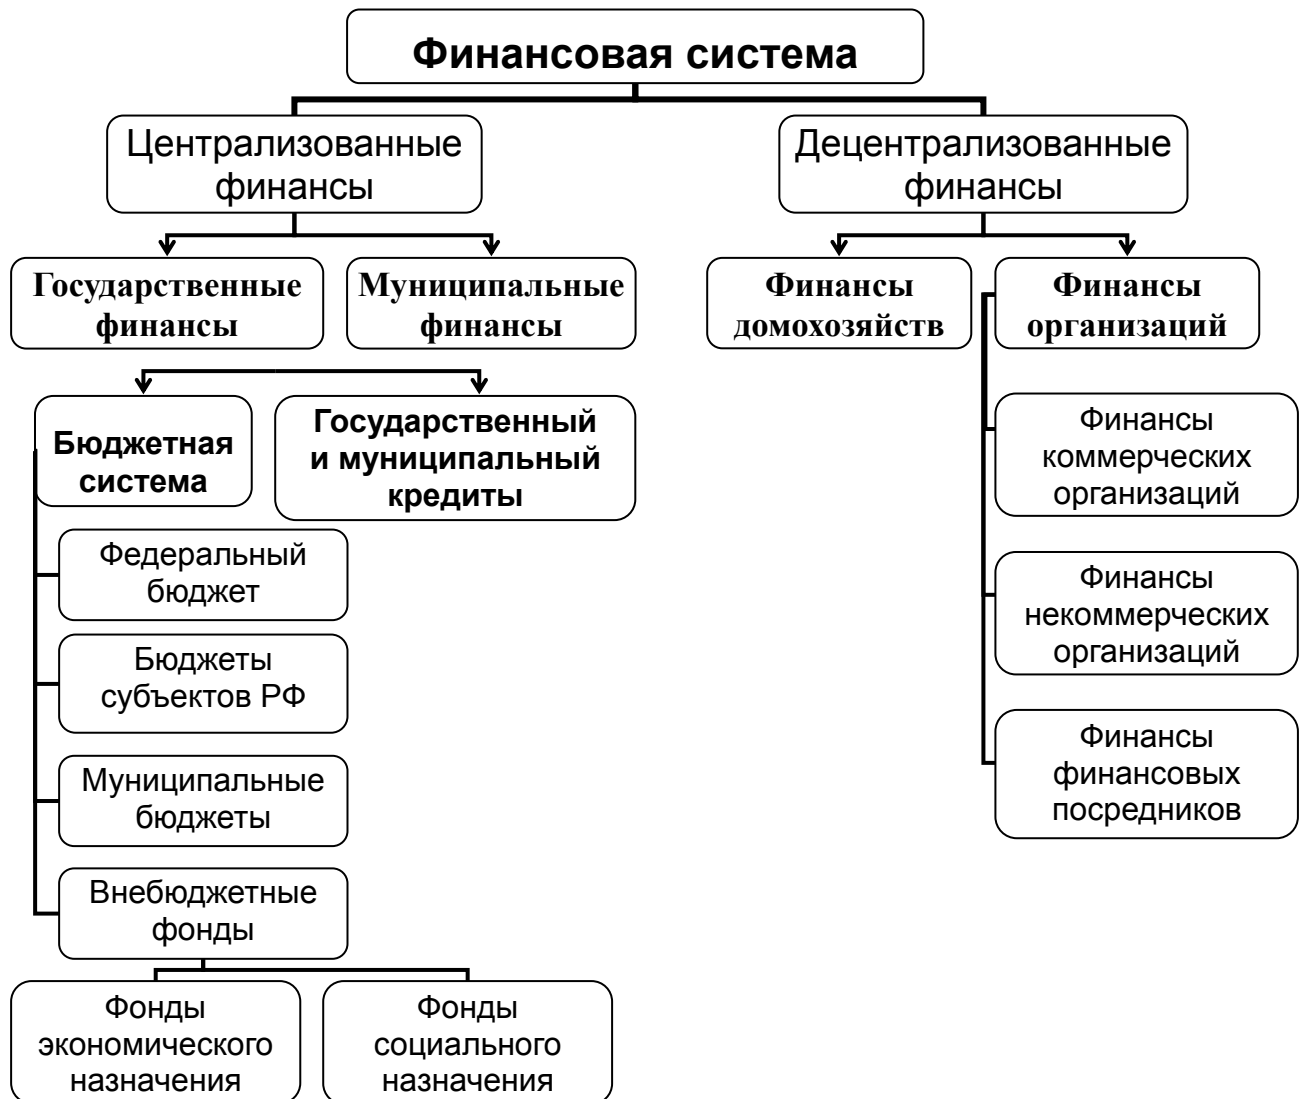 Финансовая система
Централизованные
финансы
Децентрализованные
финансы
Государственные
финансы
Муниципальные
финансы
Финансы
домохозяйств
Финансы
организаций
Бюджетная
система
Государственный
и муниципальный
кредиты
Финансы
коммерческих
организаций
Федеральный
бюджет
Финансы
некоммерческих
организаций
Бюджеты
субъектов РФ
Финансы
финансовых
посредников
Муниципальные
бюджеты
Внебюджетные
фонды
Фонды
экономического
назначения
Фонды
социального
назначения